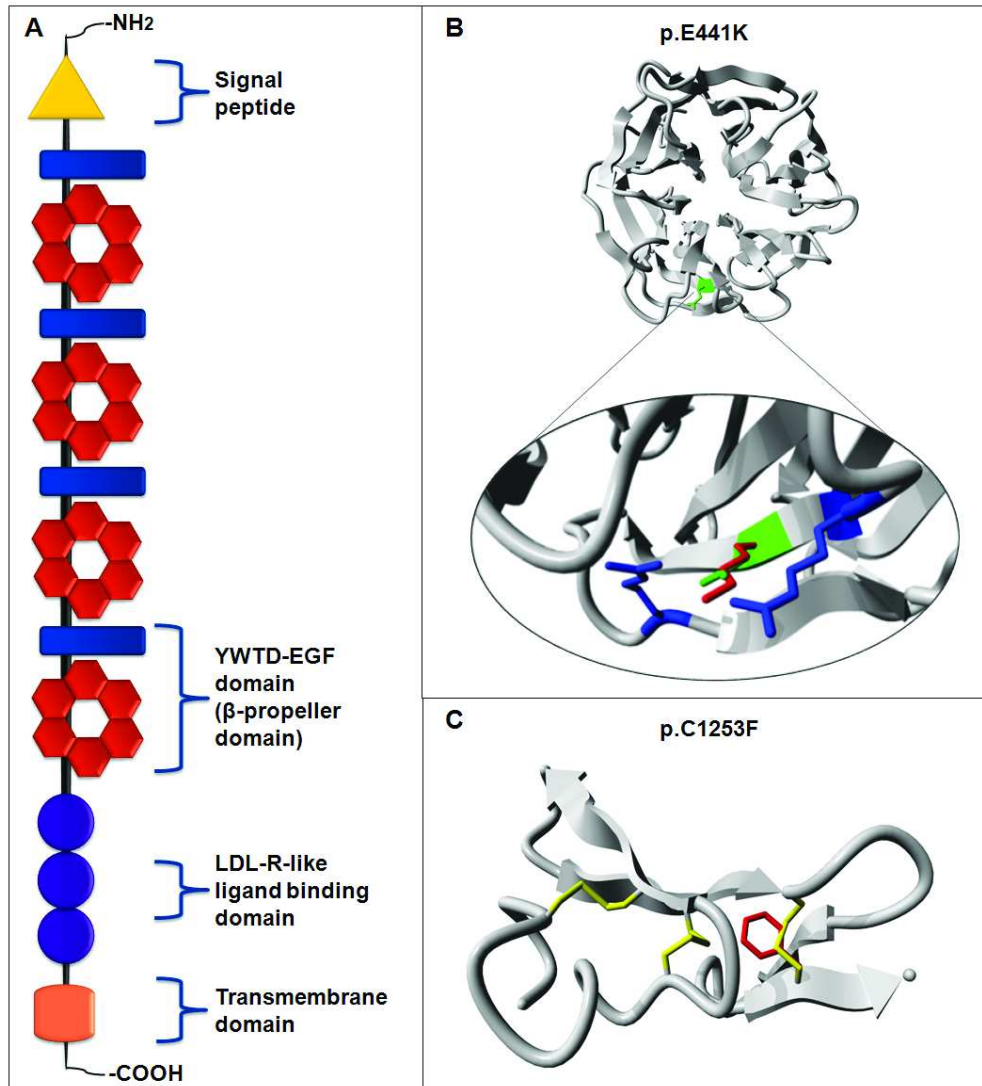 A
-NH2
Signal
peptide
YWTD-EGF
domain
(β-propeller
domain)
LDL-R-like
ligand binding
domain
Transmembrane
domain
-COOH
B
p.E441K
C
p.C1253F